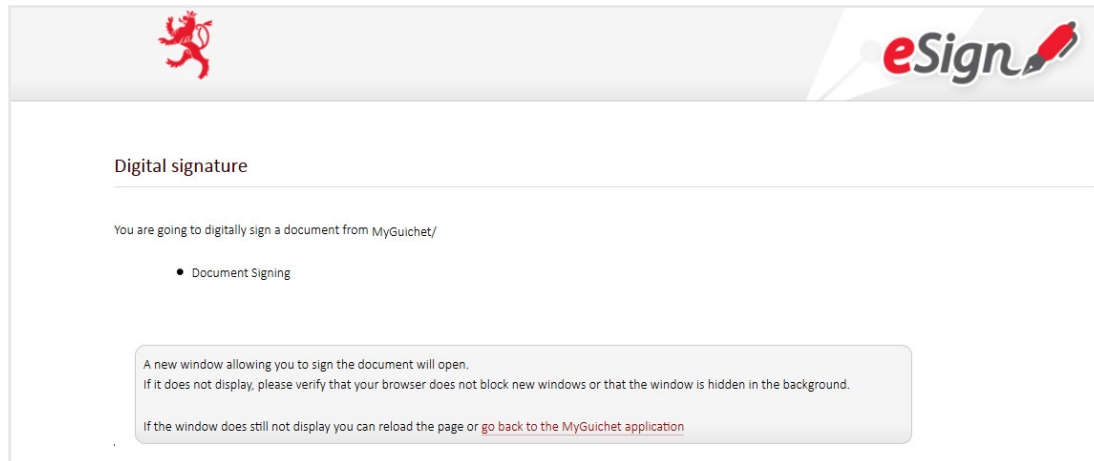 eSign
Digital signature
You are going to digitally sign a document from MyGuichet/
Document Signing
A new window allowing you to sign the document will open.
If it does not display, please verify that your browser does not block new windows or that the window is hidden in the background.
If the window does still not display you can reload the page or go back to the MyGuichet application
.